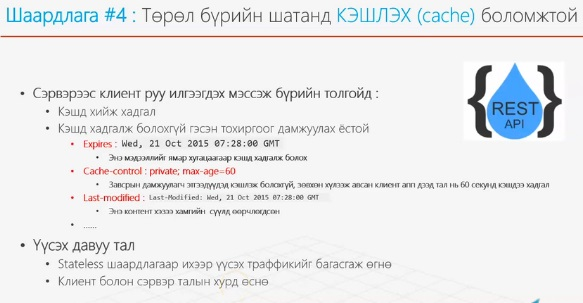 Шаардлага #4 : Төрөл бүрийн шатанд КЭШЛЭХ (cache) боломжтой
• Сэрвэрээс клиент руу илгээгдэх мэссэж бүрийн толгойд :
◦ Кэшд хийж хадгал
◦ Кэшд хадгалж болохгүй гэсэн тохиргоог дамжуулах ёстой
• Expires : Wed, 21 Oct 2015 07:28:00 GMT
• Энэ мэдээллийг ямар хугацаагаар кэшд хадгалж болох
• Cache-control : private; max-age=60
• Завсрын дамжуулагч этгээдүүдэд кэшлэж болохгүй, зөвхөн хүлээж авсан клиент апп дээд тал нь 60 секунд кэшдээ хадгал
• Last-modified : Last-Modified: Wed, 21 Oct 2015 07:28:00 GMT
• Энэ контент хэзээ хамгийн сүүлд өөрчлөгдсөн
• ......
• Үүсэх давуу тал
◦ Stateless шаардлагаар ихээр үүсэх траффикийг багасгаж өгнө
◦ Клиент болон сэрвэр талын хурд өснө
{REST API}